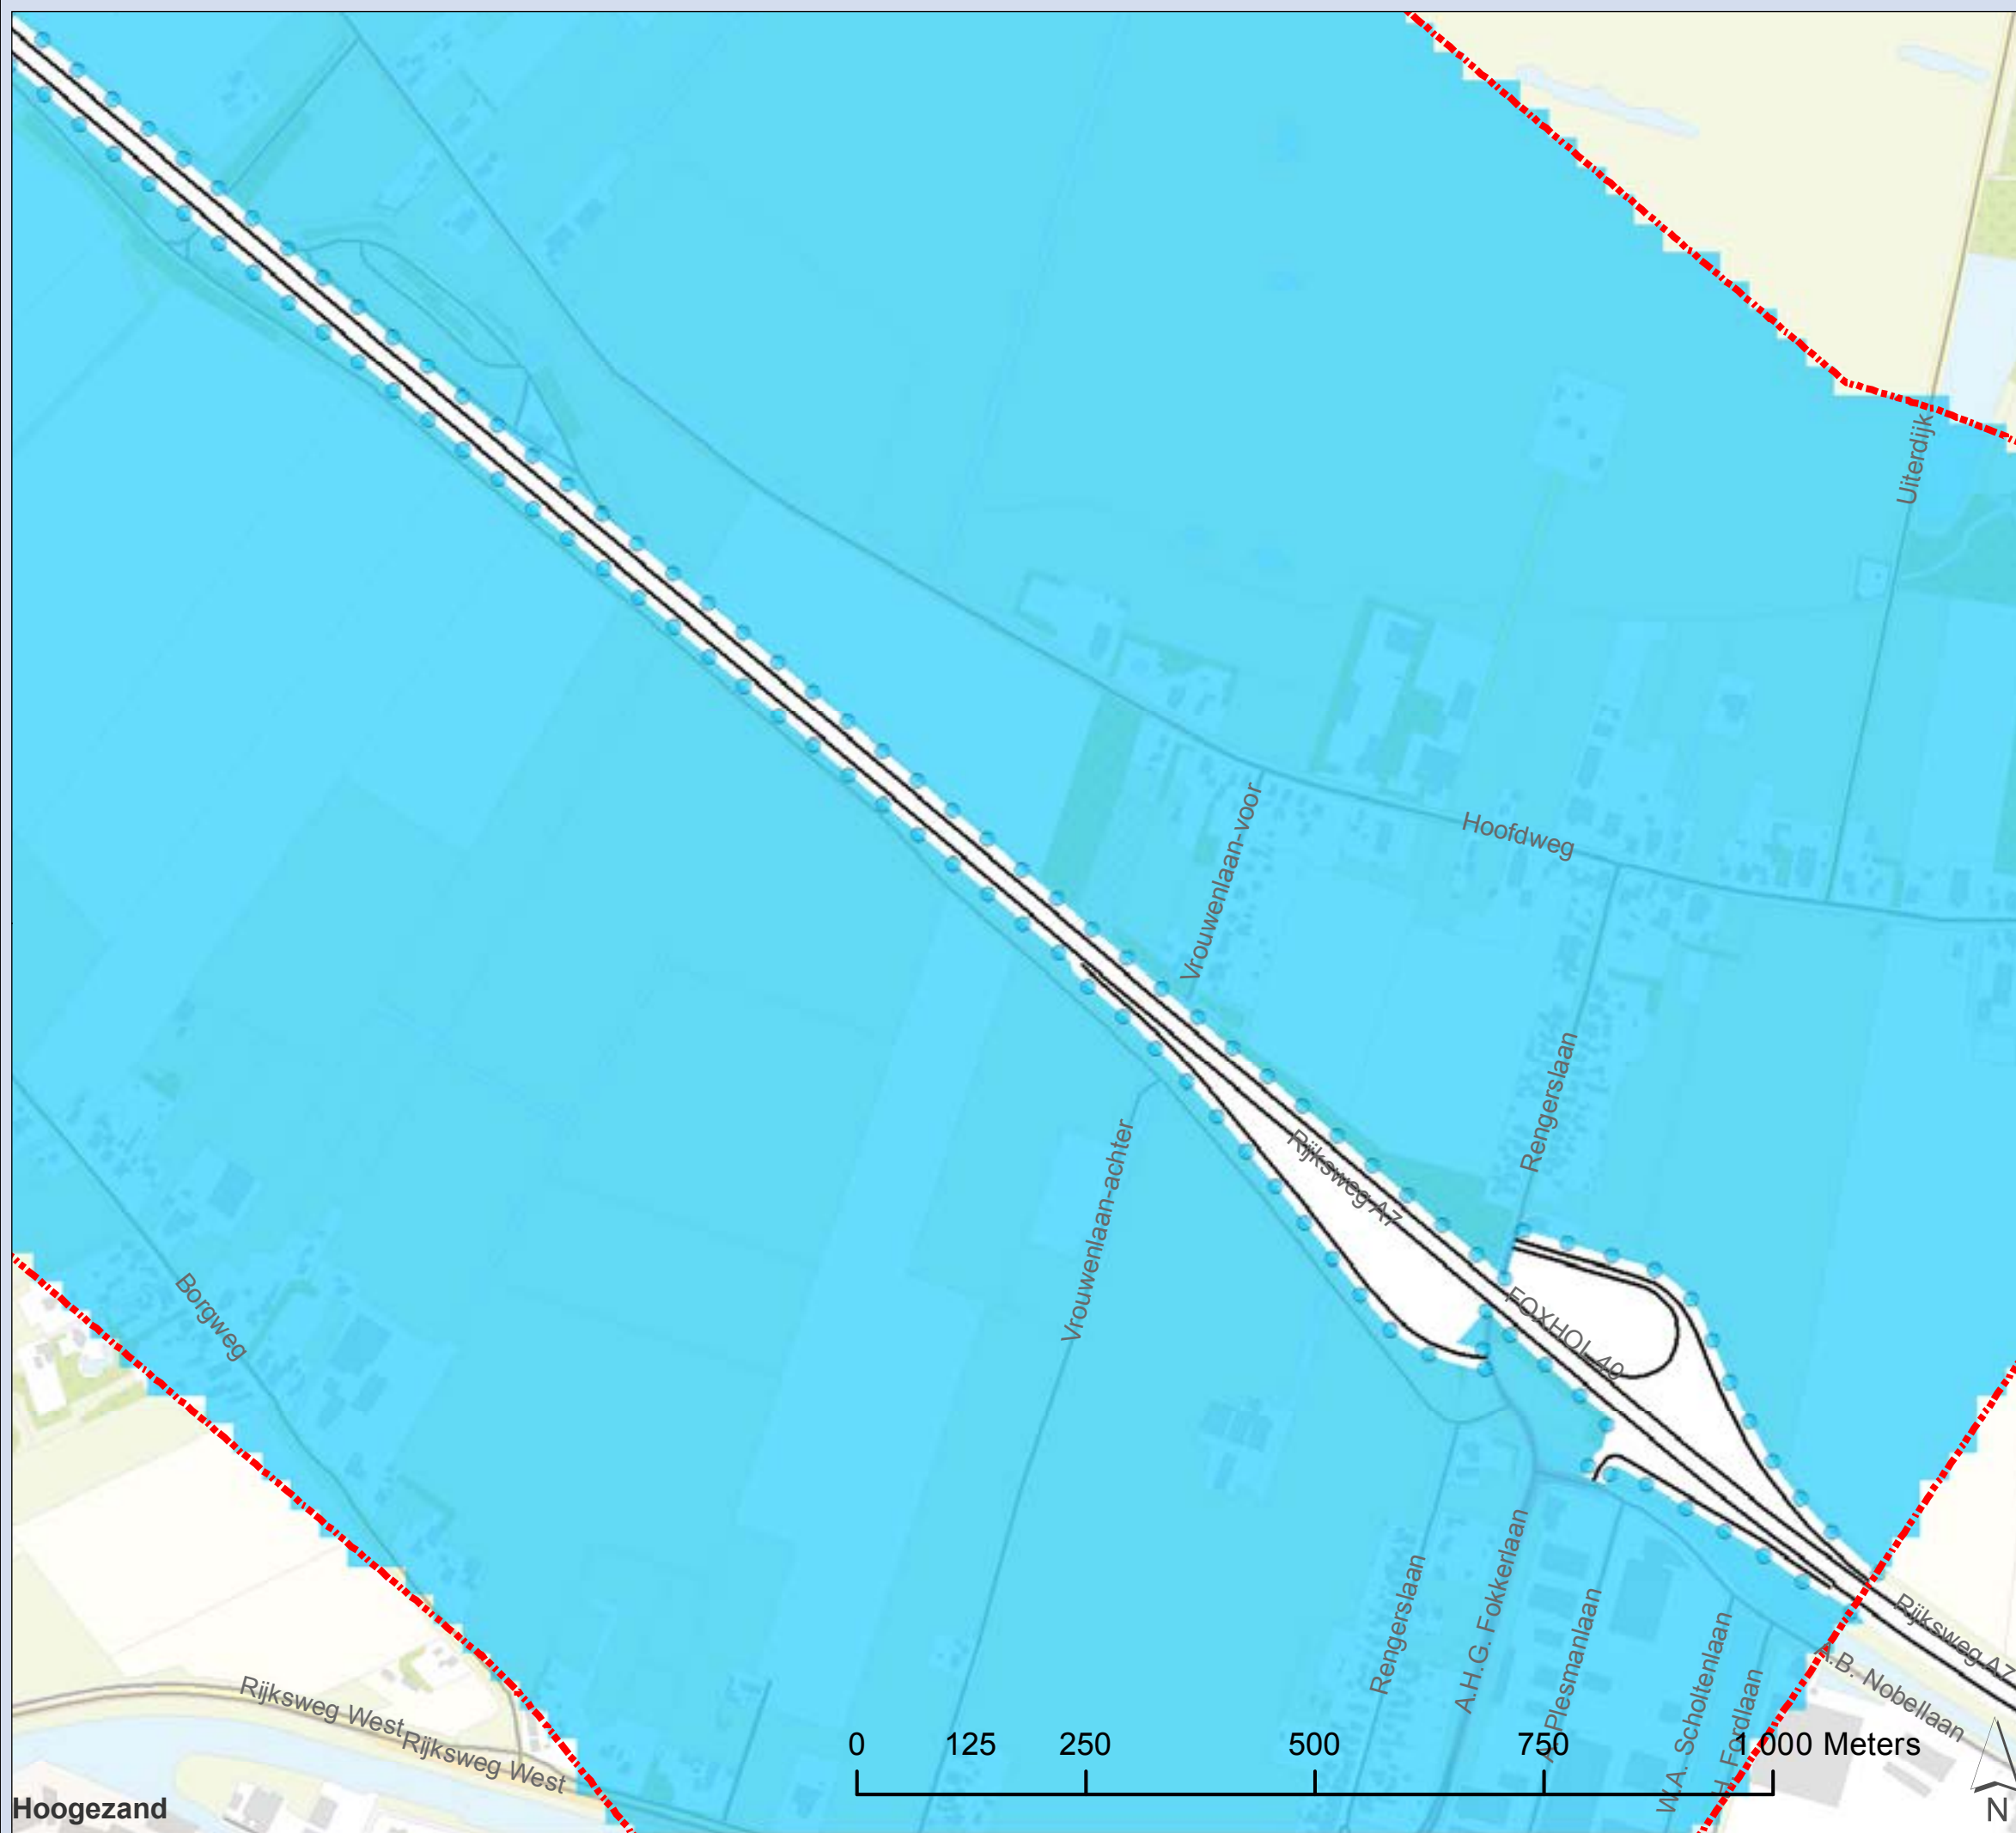 Uiterdijk
Hoofdweg
Vrouwenlaan-voor
Rengerslaan
Vrouwenlaan-achter
Rijksweg A7
FOXHOL 40
Borgweg
Rengerslaan
A.H.G. Fokkerlaan
Plesmanlaan
W.A. Scholtenlaan
H. Fordlaan
A.B. Nobellaan
Rijksweg A7
Rijksweg West
Rijksweg West
0 125 250 500 750 1 000 Meters
Hoogezand
N